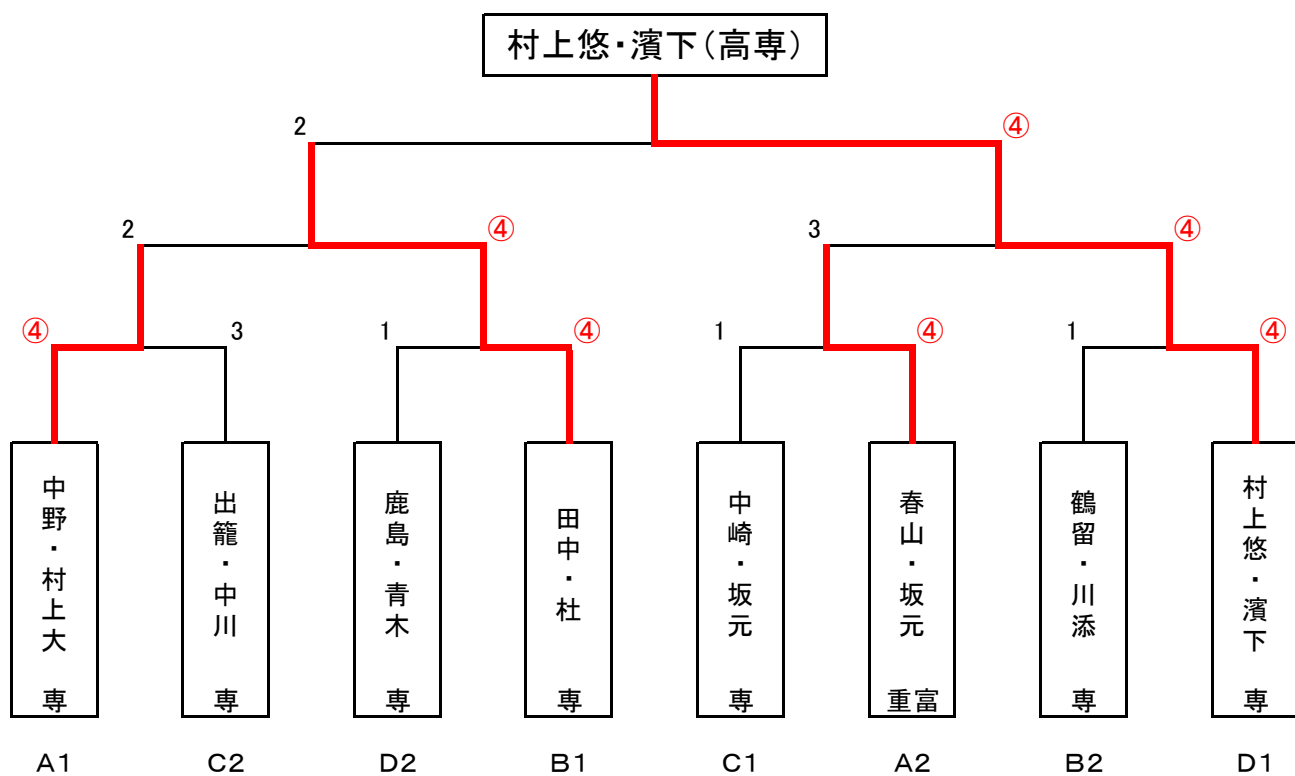 村上悠・濱下(高専)
2
④
2
④
3
④
④
3
1
④
1
④
1
④
中野・村上大 専
出籠・中川 専
鹿島・青木 専
田中・杜 専
中崎・坂元 専
春山・坂元 重富
鶴留・川添 専
村上悠・濱下 専
A1
C2
D2
B1
C1
A2
B2
D1